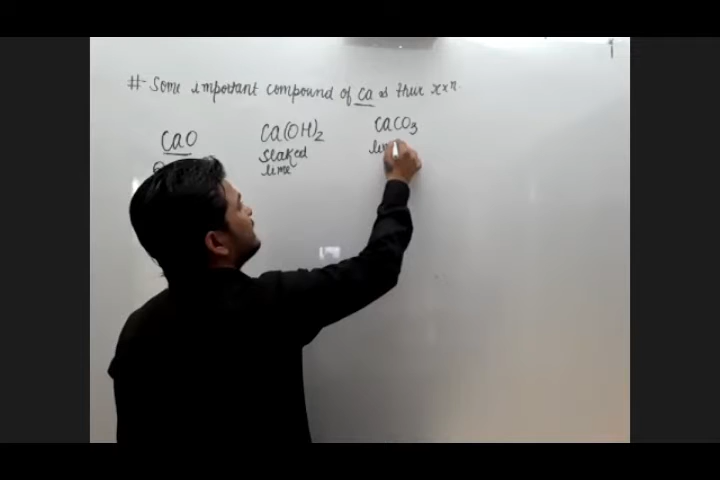 # Some important compound of Ca & their rxn.
CaO Ca(OH)2 CaCO3
slaked
lime